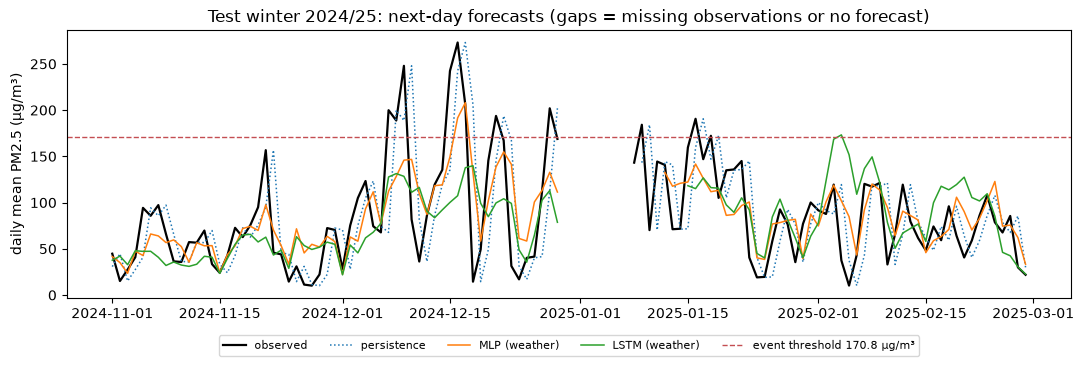 Test winter 2024/25: next-day forecasts (gaps = missing observations or no forecast)
daily mean PM2.5 (µg/m³)
250
200
150
100
50
0
2024-11-01 2024-11-15 2024-12-01 2024-12-15 2025-01-01 2025-01-15 2025-02-01 2025-02-15 2025-03-01
observed persistence MLP (weather) LSTM (weather) event threshold 170.8 µg/m³